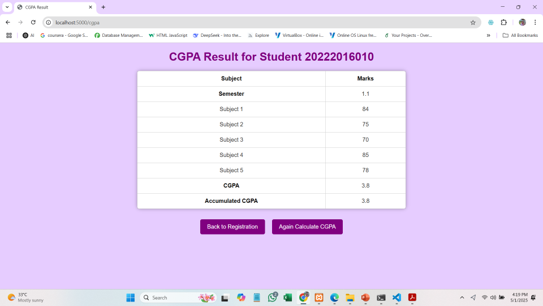 CGPA Result
localhost:5000/cgpa
AI
coursera - Google S...
Database Managem...
HTML JavaScript
DeepSeek - Into the...
Explore
VirtualBox - Online i...
Online OS Linux fre...
Your Projects - Over...
»
All Bookmarks
CGPA Result for Student 20222016010
Subject Marks
Semester 1.1
Subject 1 84
Subject 2 75
Subject 3 70
Subject 4 85
Subject 5 78
CGPA 3.8
Accumulated CGPA 3.8
Back to Registration Again Calculate CGPA
33°C
Mostly sunny
Search
4:19 PM
5/1/2025